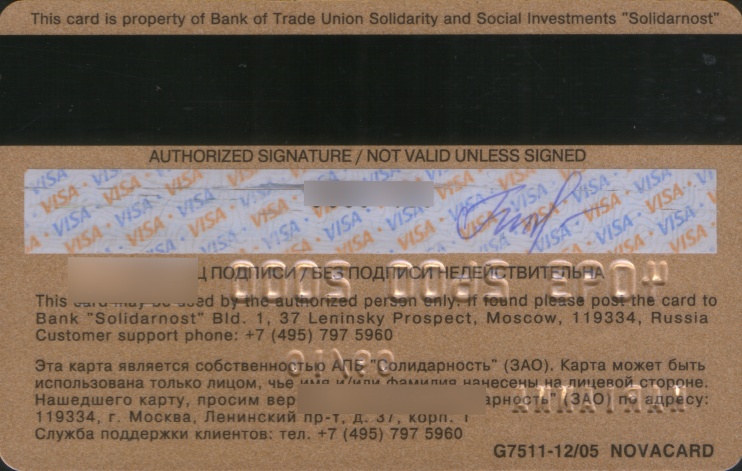 This card is property of Bank of Trade Union Solidarity and Social Investments "Solidarnost"
AUTHORIZED SIGNATURE / NOT VALID UNLESS SIGNED
VISA
Ц ПОДПИСИ / БЕЗ ПОДПИСИ НЕДЕЙСТВИТЕЛЬНА
This card may be used by the authorized person only. If found please post the card to
Bank "Solidarnost" Bld. 1, 37 Leninsky Prospect, Moscow, 119334, Russia
Customer support phone: +7 (495) 797 5960
Эта карта является собственностью АПБ "Солидарность" (ЗАО). Карта может быть
использована только лицом, чье имя и/или фамилия нанесены на лицевой стороне.
Нашедшего карту, просим вер арность" (ЗАО) по адресу:
119334, г. Москва, Ленинский пр-т, д. 37, корп. 1
Служба поддержки клиентов: тел. +7 (495) 797 5960
G7511-12/05 NOVACARD